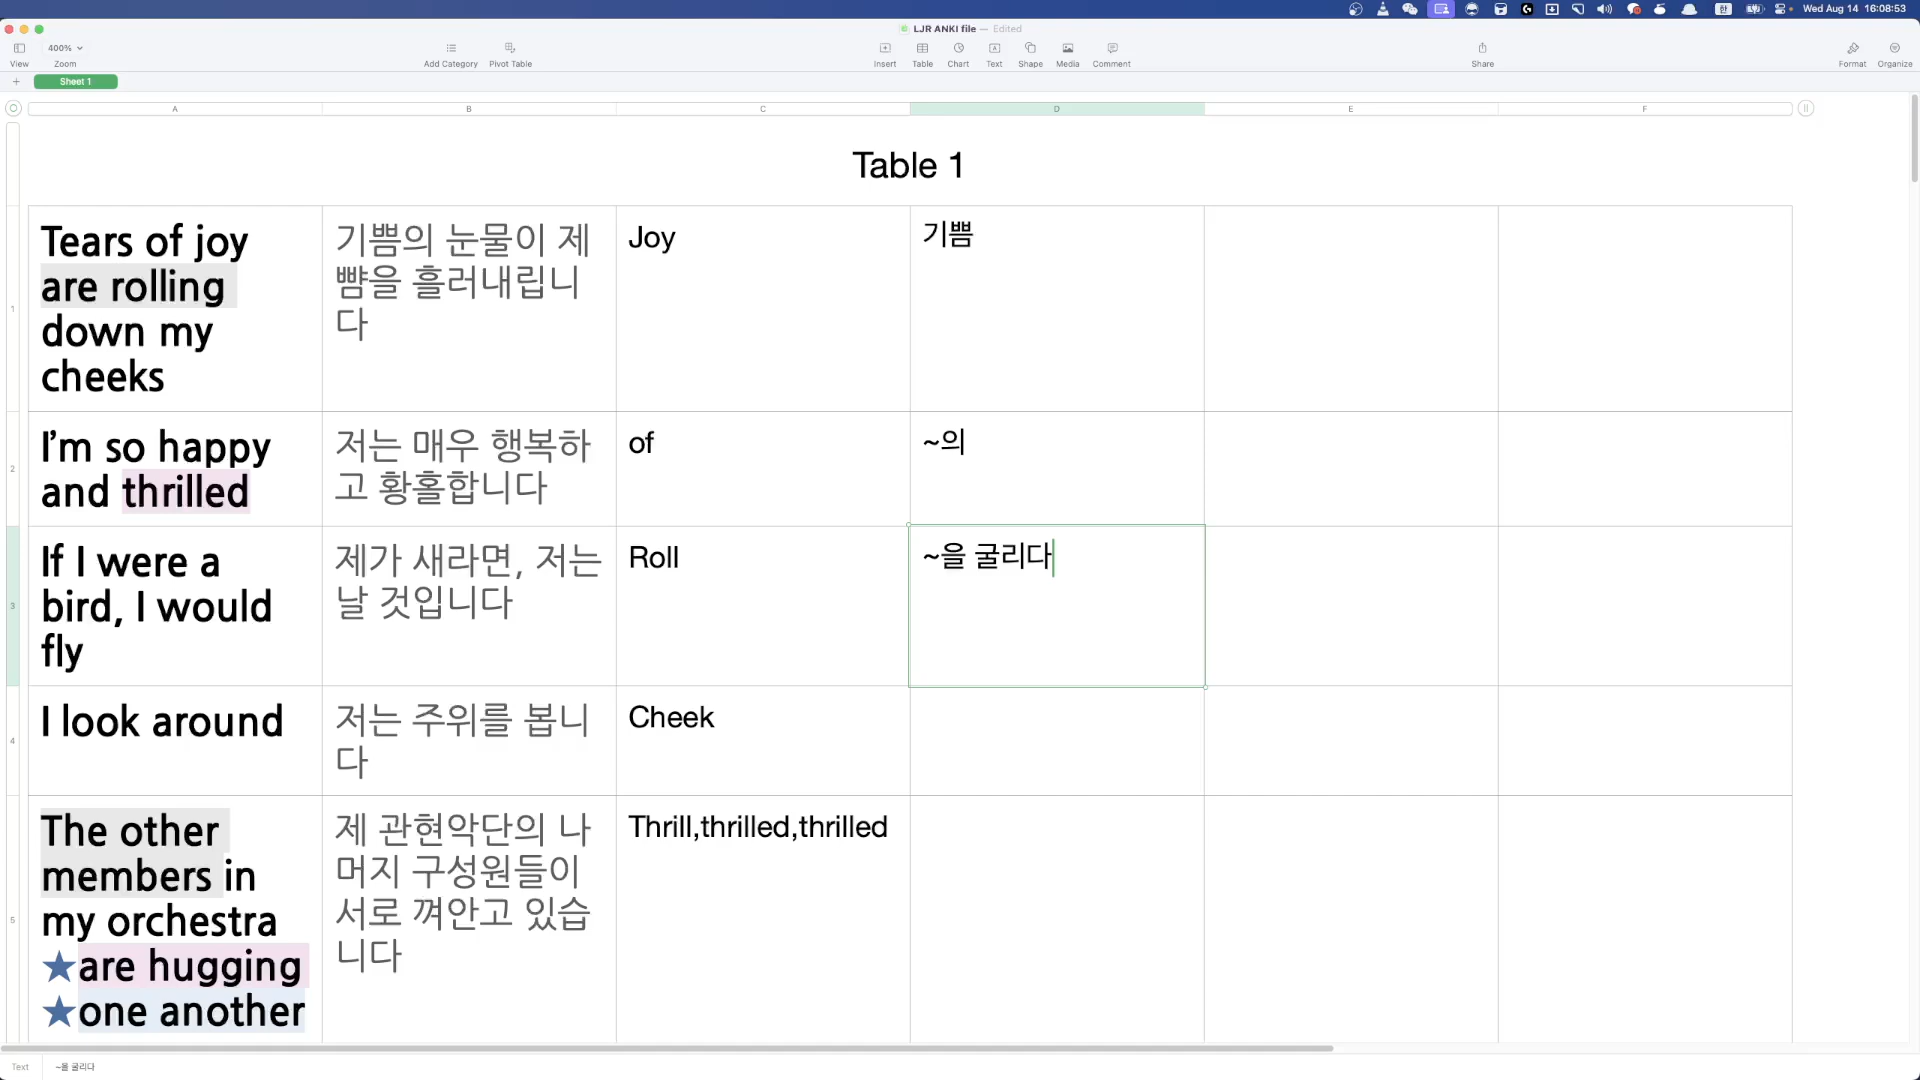 Wed Aug 14 16:08:53
LJR ANKI file — Edited
400%
View
Zoom
Add Category
Pivot Table
Insert
Table
Chart
Text
Shape
Media
Comment
Share
Format
Organize
+
Sheet 1
A
B
C
D
E
F
Table 1
1
Tears of joy
are rolling
down my
cheeks
기쁨의 눈물이 제
뺨을 흘러내립니
다
Joy
기쁨
2
I'm so happy
and thrilled
저는 매우 행복하
고 황홀합니다
of
~의
3
If I were a
bird, I would
fly
제가 새라면, 저는
날 것입니다
Roll
~을 굴리다
4
I look around
저는 주위를 봅니
다
Cheek
5
The other
members in
my orchestra
★are hugging
★one another
제 관현악단의 나
머지 구성원들이
서로 껴안고 있습
니다
Thrill,thrilled,thrilled
Text
~을 굴리다